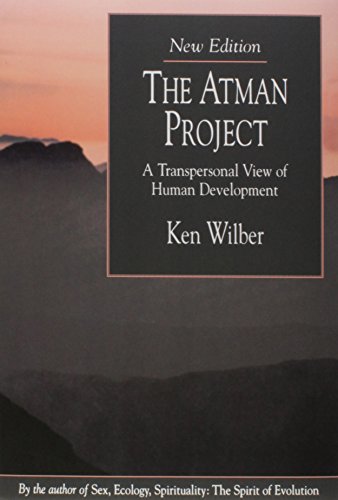 New Edition
THE ATMAN
PROJECT
A Transpersonal View of
Human Development
Ken Wilber
By the author of Sex, Ecology, Spirituality: The Spirit of Evolution